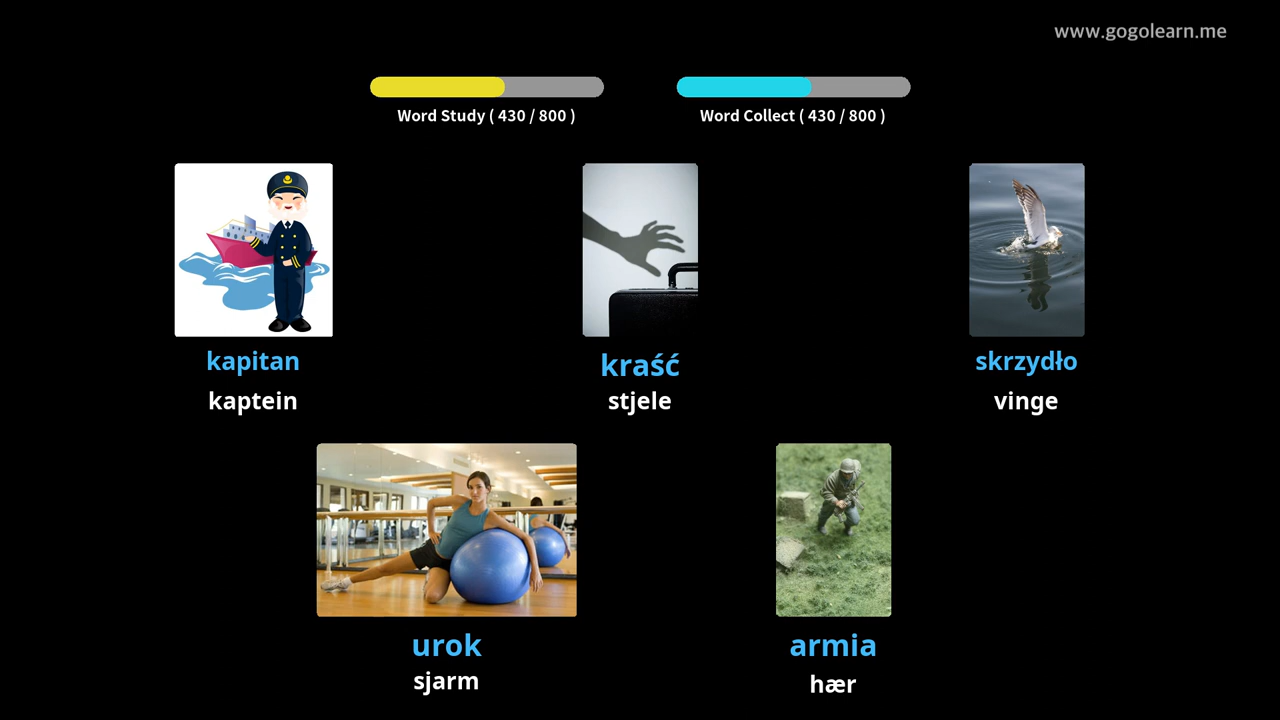 www.gogolearn.me
Word Study ( 430 / 800 )
Word Collect ( 430 / 800 )
kapitan
kaptein
kraść
stjele
skrzydło
vinge
urok
sjarm
armia
hær